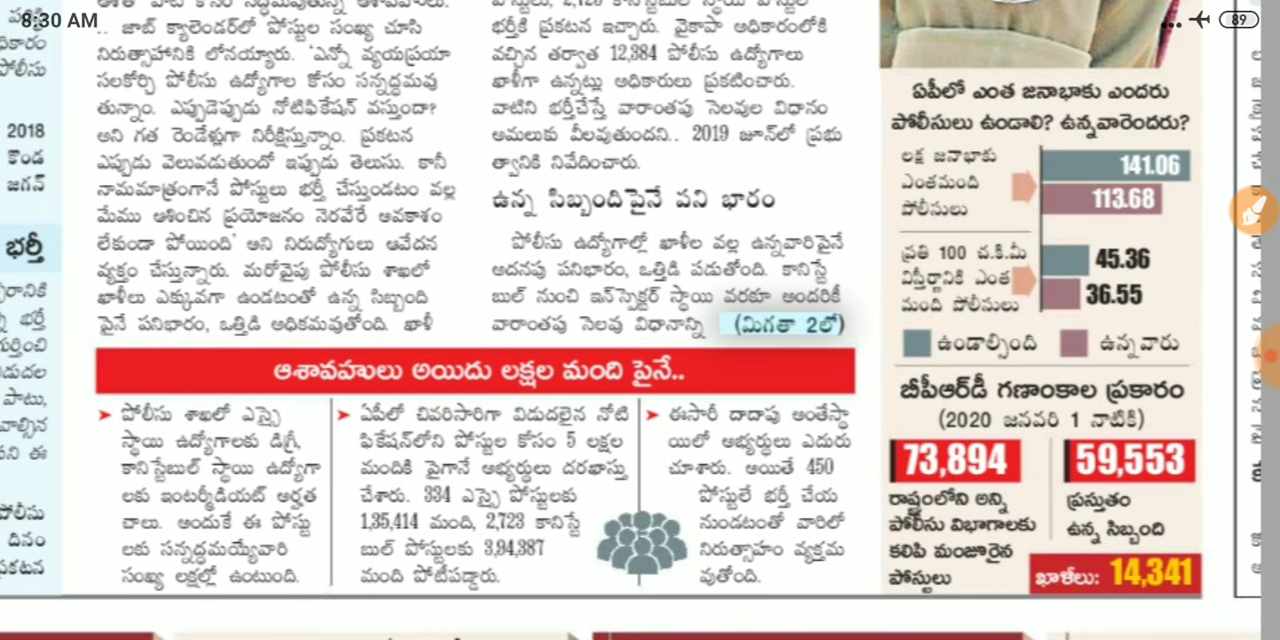 8:30 AM
89
2018
కొండ
జగన్
భర్తీ
.. జాబ్ క్యాలెండర్‌లో పోస్టుల సంఖ్య చూసి
నిరుత్సాహానికి లోనయ్యారు. 'ఎన్నో వ్యయప్రయా
సలకోర్చి పోలీసు ఉద్యోగాల కోసం సన్నద్ధమవు
తున్నాం. ఎప్పుడెప్పుడు నోటిఫికేషన్ వస్తుందా?
అని గత రెండేళ్లుగా నిరీక్షిస్తున్నాం. ప్రకటన
ఎప్పుడు వెలువడుతుందో ఇప్పుడు తెలుసు. కానీ
నామమాత్రంగానే పోస్టులు భర్తీ చేస్తుండటం వల్ల
మేము ఆశించిన ప్రయోజనం నెరవేరే అవకాశం
లేకుండా పోయింది' అని నిరుద్యోగులు ఆవేదన
వ్యక్తం చేస్తున్నారు. మరోవైపు పోలీసు శాఖలో
ఖాళీలు ఎక్కువగా ఉండటంతో ఉన్న సిబ్బంది
పైనే పనిభారం, ఒత్తిడి అధికమవుతోంది. ఖాళీ
భర్తీకి ప్రకటన ఇచ్చారు. వైకాపా అధికారంలోకి
వచ్చిన తర్వాత 12,384 పోలీసు ఉద్యోగాలు
ఖాళీగా ఉన్నట్లు అధికారులు ప్రకటించారు.
వాటిని భర్తీచేస్తే వారాంతపు సెలవుల విధానం
అమలుకు వీలవుతుందని.. 2019 జూన్‌లో ప్రభు
త్వానికి నివేదించారు.
ఉన్న సిబ్బందిపైనే పని భారం
పోలీసు ఉద్యోగాల్లో ఖాళీల వల్ల ఉన్నవారిపైనే
అదనపు పనిభారం, ఒత్తిడి పడుతోంది. కానిస్టే
బుల్ నుంచి ఇన్‌స్పెక్టర్ స్థాయి వరకూ అందరికీ
వారాంతపు సెలవు విధానాన్ని (మిగతా 2లో)
ఆశావహులు అయిదు లక్షల మంది పైనే..
➤ పోలీసు శాఖలో ఎస్సై
స్థాయి ఉద్యోగాలకు డిగ్రీ,
కానిస్టేబుల్ స్థాయి ఉద్యోగా
లకు ఇంటర్మీడియట్ అర్హత
చాలు. అందుకే ఈ పోస్టు
లకు సన్నద్ధమయ్యేవారి
సంఖ్య లక్షల్లో ఉంటుంది.
➤ ఏపీలో చివరిసారిగా విడుదలైన నోటి
ఫికేషన్‌లోని పోస్టుల కోసం 5 లక్షల
మందికి పైగానే అభ్యర్థులు దరఖాస్తు
చేశారు. 334 ఎస్సై పోస్టులకు
1,35,414 మంది, 2,723 కానిస్టే
బుల్ పోస్టులకు 3,94,387
మంది పోటీపడ్డారు.
➤ ఈసారీ దాదాపు అంతేస్థా
యిలో అభ్యర్థులు ఎదురు
చూశారు. అయితే 450
పోస్టులే భర్తీ చేయ
నుండటంతో వారిలో
నిరుత్సాహం వ్యక్తమ
వుతోంది.
ఏపీలో ఎంత జనాభాకు ఎందరు
పోలీసులు ఉండాలి? ఉన్నవారెందరు?
లక్ష జనాభాకు
ఎంతమంది
పోలీసులు
141.06
113.68
ప్రతి 100 చ.కి.మీ
విస్తీర్ణానికి ఎంత
మంది పోలీసులు
45.36
36.55
ఉండాల్సింది ఉన్నవారు
బీపీఆర్‌డీ గణాంకాల ప్రకారం
(2020 జనవరి 1 నాటికి)
73,894
రాష్ట్రంలోని అన్ని
పోలీసు విభాగాలకు
కలిపి మంజూరైన
పోస్టులు
59,553
ప్రస్తుతం
ఉన్న సిబ్బంది
ఖాళీలు: 14,341